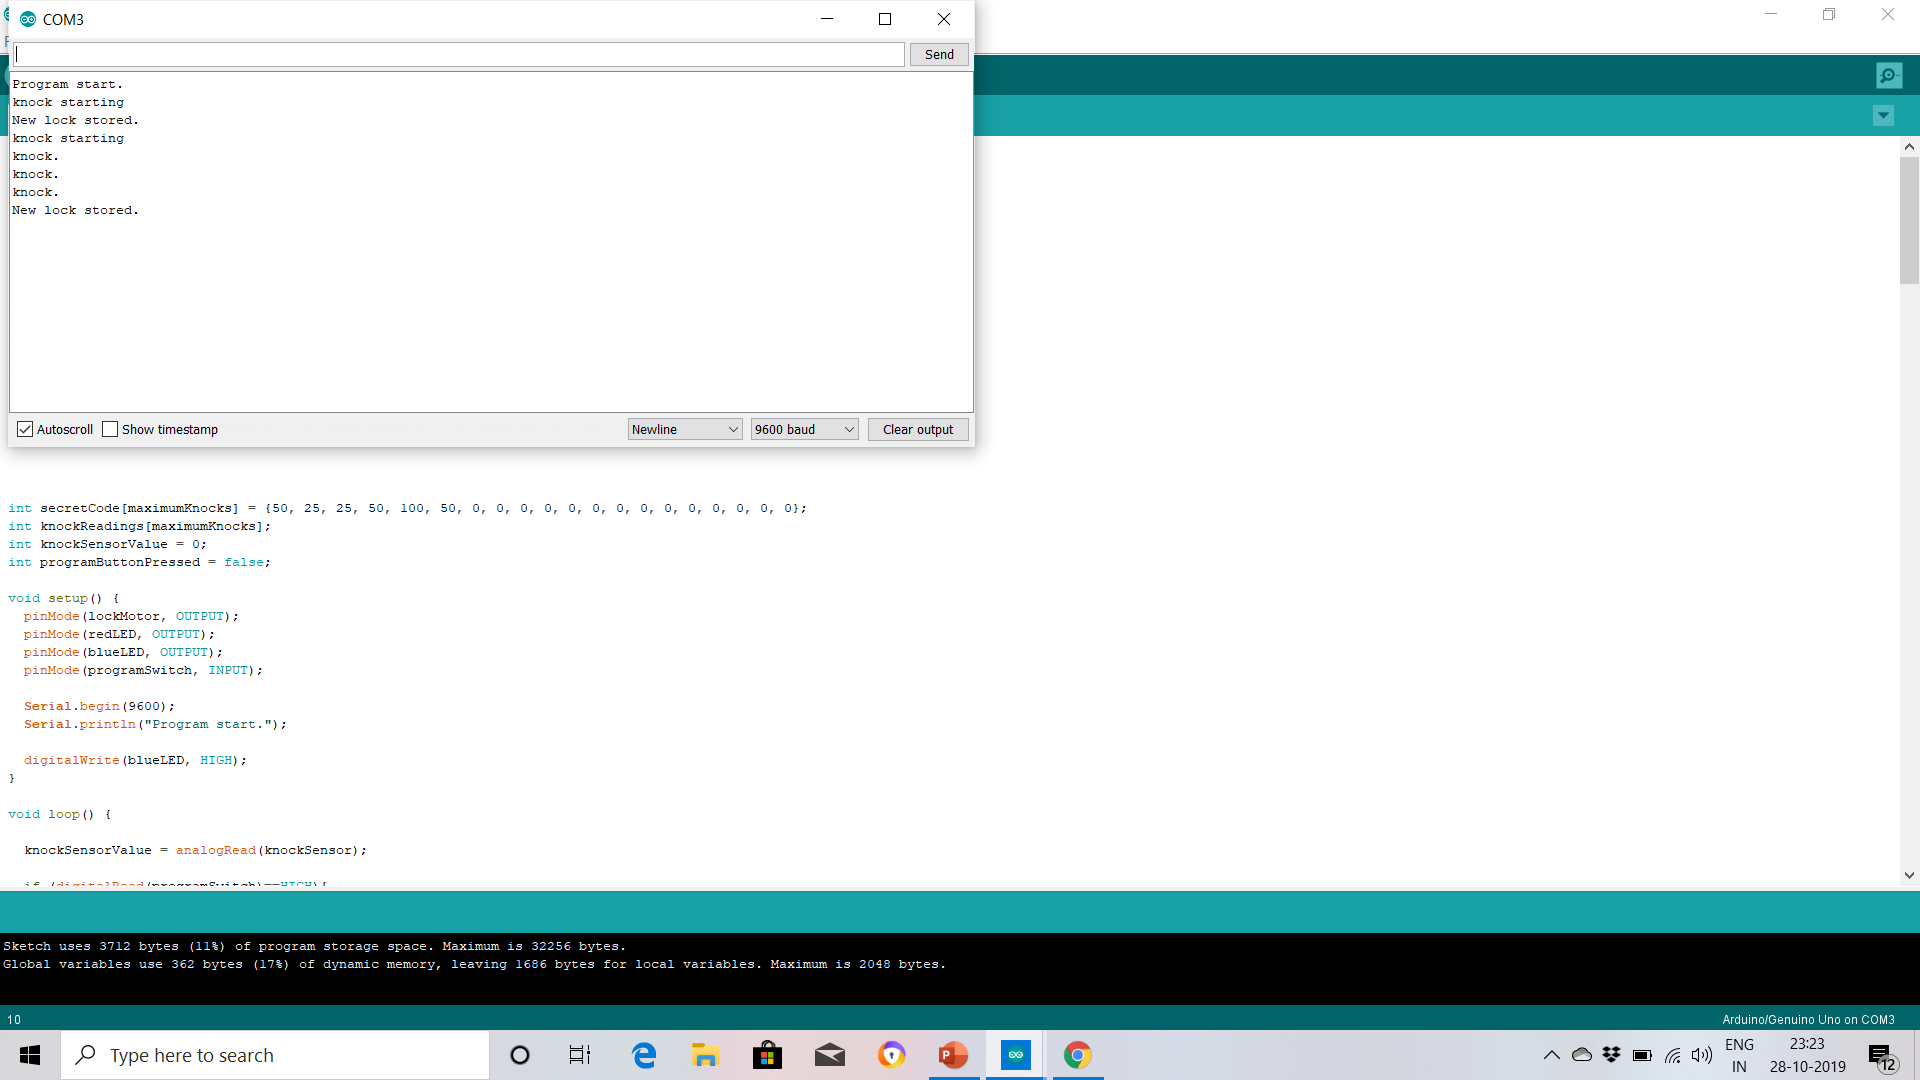 COM3
Send
Program start.
knock starting
New lock stored.
knock starting
knock.
knock.
knock.
New lock stored.
Autoscroll Show timestamp Newline 9600 baud Clear output
int secretCode[maximumKnocks] = {50, 25, 25, 50, 100, 50, 0, 0, 0, 0, 0, 0, 0, 0, 0, 0, 0, 0, 0, 0};
int knockReadings[maximumKnocks];
int knockSensorValue = 0;
int programButtonPressed = false;
void setup() {
pinMode(lockMotor, OUTPUT);
pinMode(redLED, OUTPUT);
pinMode(blueLED, OUTPUT);
pinMode(programSwitch, INPUT);
Serial.begin(9600);
Serial.println("Program start.");
digitalWrite(blueLED, HIGH);
}
void loop() {
knockSensorValue = analogRead(knockSensor);
if (digitalRead(programSwitch)==HIGH){
Sketch uses 3712 bytes (11%) of program storage space. Maximum is 32256 bytes.
Global variables use 362 bytes (17%) of dynamic memory, leaving 1686 bytes for local variables. Maximum is 2048 bytes.
10 Arduino/Genuino Uno on COM3
Type here to search
ENG
IN
23:23
28-10-2019
12